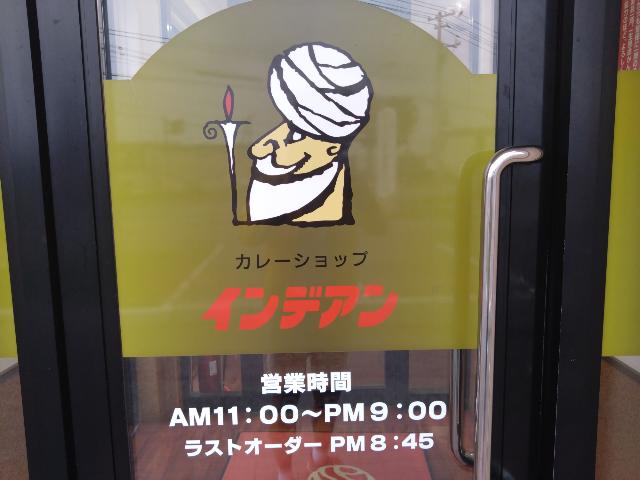 カレーショップ
インデアン
営業時間
AM11：00～PM9：00
ラストオーダー PM8：45